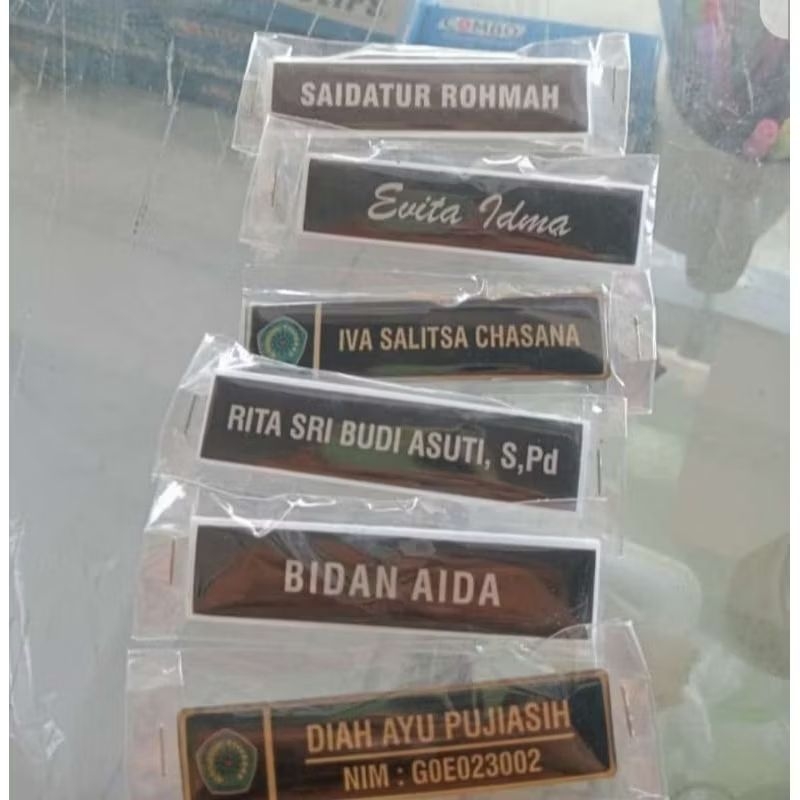 COMBO
SAIDATUR ROHMAH
Evita Idma
IVA SALITSA CHASANA
RITA SRI BUDI ASUTI, S,Pd
BIDAN AIDA
DIAH AYU PUJIASIH
NIM : G0E023002